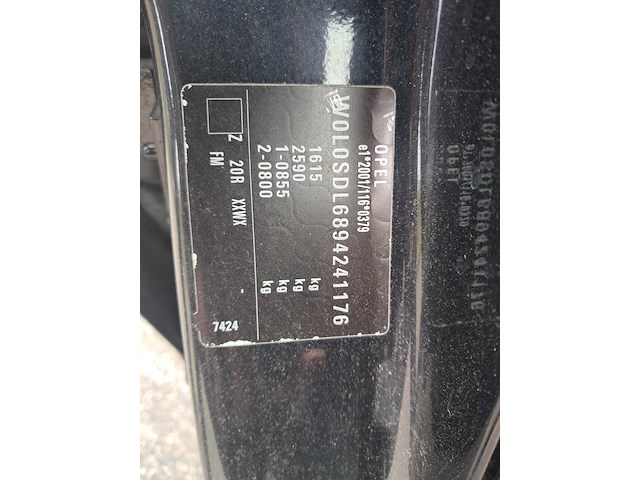 OPEL
e1*2001/116*0379
W0L0SDL6894241176
1615 kg
2590 kg
1-0855 kg
2-0800 kg
Z 20R XXWX -
FM
7424